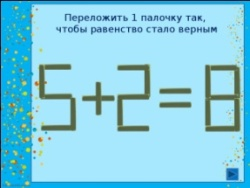 Переложить 1 палочку так,
чтобы равенство стало верным
5+2=8